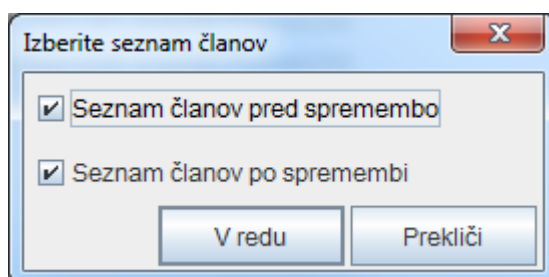 Izberite seznam članov
Seznam članov pred spremembo
Seznam članov po spremembi
V redu
Prekliči